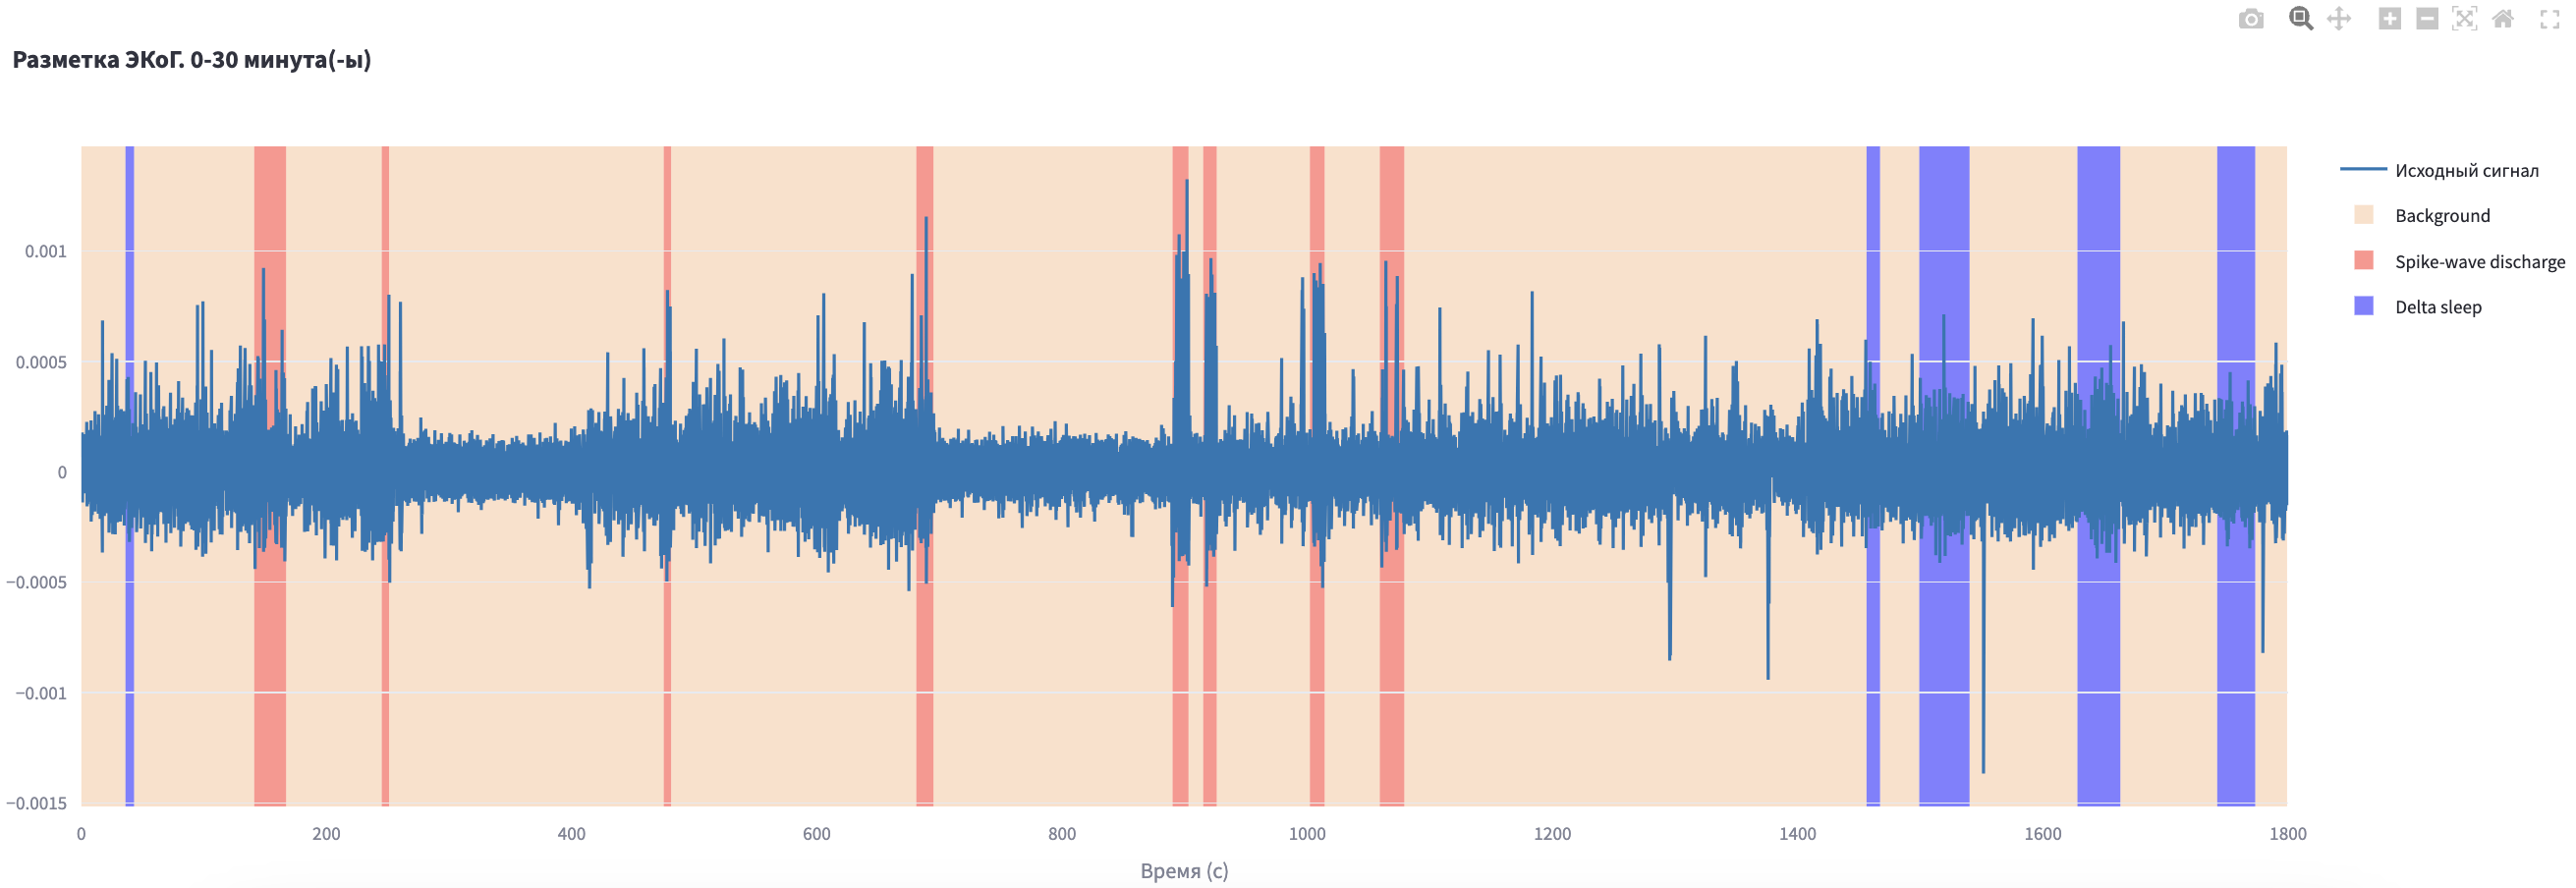 Разметка ЭКоГ. 0-30 минута(-ы)
Исходный сигнал
Background
Spike-wave discharge
Delta sleep
0.001
0.0005
0
−0.0005
−0.001
−0.0015
0 200 400 600 800 1000 1200 1400 1600 1800
Время (с)